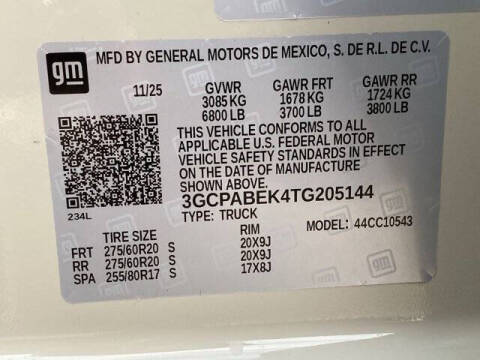 gm
MFD BY GENERAL MOTORS DE MEXICO, S. DE R.L. DE C.V.
11/25 GVWR GAWR FRT GAWR RR
3085 KG 1678 KG 1724 KG
6800 LB 3700 LB 3800 LB
THIS VEHICLE CONFORMS TO ALL
APPLICABLE U.S. FEDERAL MOTOR
VEHICLE SAFETY STANDARDS IN EFFECT
ON THE DATE OF MANUFACTURE
SHOWN ABOVE.
3GCPABEK4TG205144
234L TYPE: TRUCK MODEL: 44CC10543
TIRE SIZE RIM
FRT 275/60R20 S 20X9J
RR 275/60R20 S 20X9J
SPA 255/80R17 S 17X8J